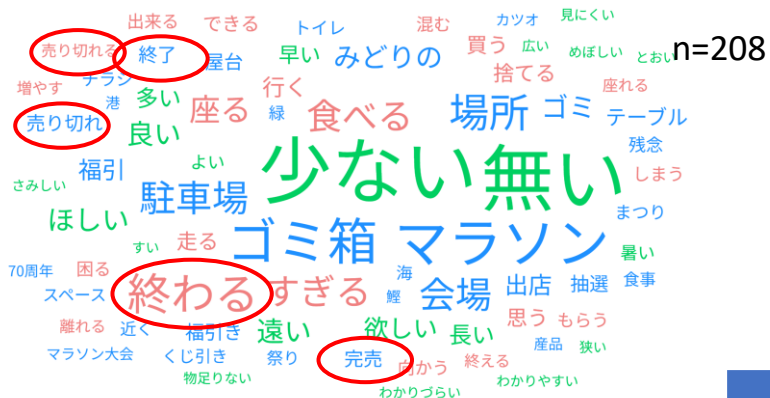 出来る できる トイレ 混む カツオ 見にくい
売り切れる 終了 屋台 早い みどりの 買う 広い めぼしい とおい n=208
増やす チラシ 港 多い 座る 行く 緑 食べる 捨てる 場所 ゴミ 座れる テーブル
売り切れ 良い 残念
福引 よい 少ない 無い しまう
さみしい 駐車場 まつり
ほしい すい 走る ゴミ箱 マラソン 暑い
70周年 困る 海 食事
スペース 終わる すぎる 鰹 会場 出店 抽選
離れる 近く 福引き 遠い 欲しい 長い 思う もらう
マラソン大会 くじ引き 祭り 完売 向かう 終える 産品 狭い
物足りない わかりづらい わかりやすい